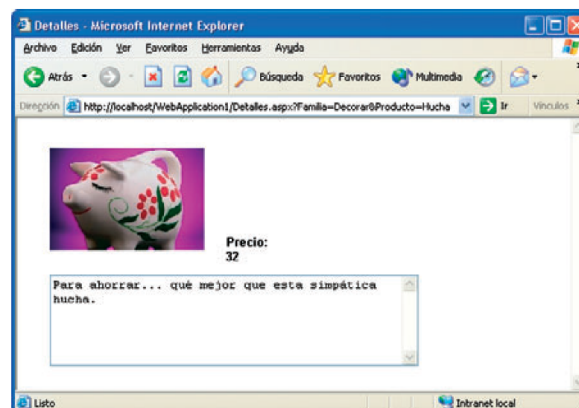 Detalles - Microsoft Internet Explorer
Archivo Edición Ver Favoritos Herramientas Ayuda
Atrás Búsqueda Favoritos Multimedia
Dirección http://localhost/WebApplication1/Detalles.aspx?Familia=Decorar&Producto=Hucha Ir Vínculos
Precio:
32
Para ahorrar... qué mejor que esta simpática
hucha.
Listo Intranet local